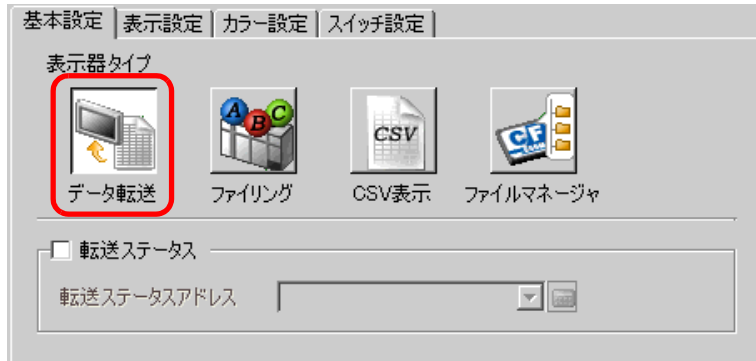 基本設定 表示設定 カラー設定 スイッチ設定
表示器タイプ
A B C CSV CF
データ転送 ファイリング CSV表示 ファイルマネージャ
転送ステータス
転送ステータスアドレス